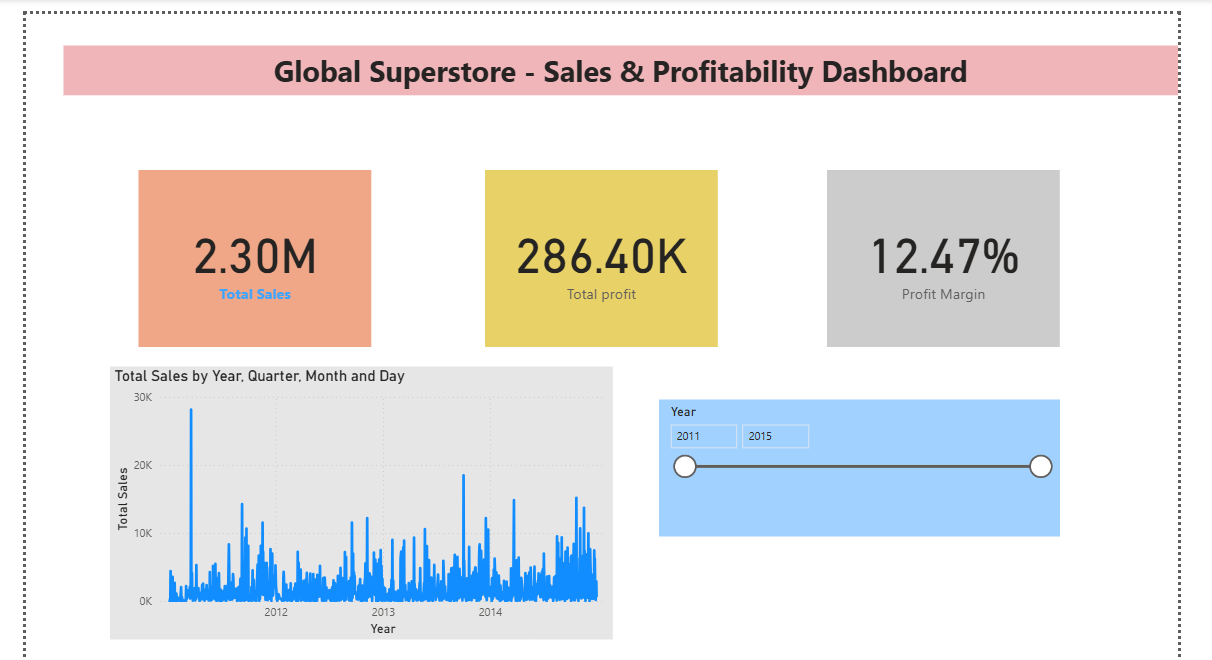 Global Superstore - Sales & Profitability Dashboard
2.30M
Total Sales
286.40K
Total profit
12.47%
Profit Margin
Total Sales by Year, Quarter, Month and Day
30K
20K
10K
0K
Total Sales
2012 2013 2014
Year
Year
2011 2015